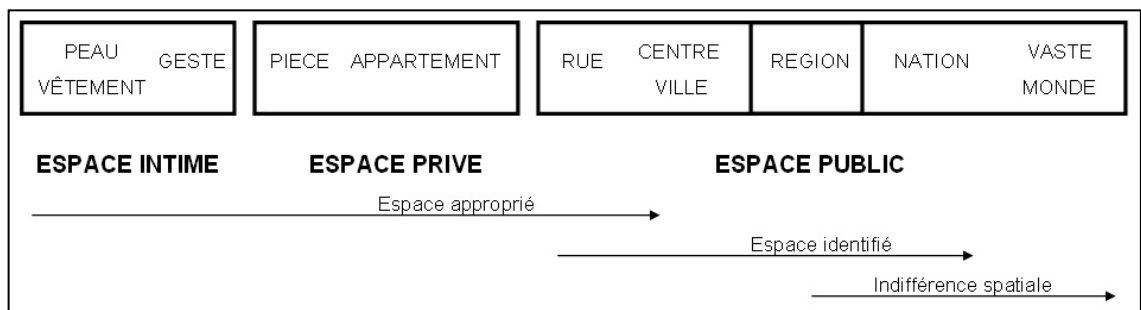 PEAU VÊTEMENT GESTE
PIECE APPARTEMENT
RUE CENTRE VILLE
REGION
NATION VASTE MONDE
ESPACE INTIME
ESPACE PRIVE
ESPACE PUBLIC
Espace approprié
Espace identifié
Indifférence spatiale